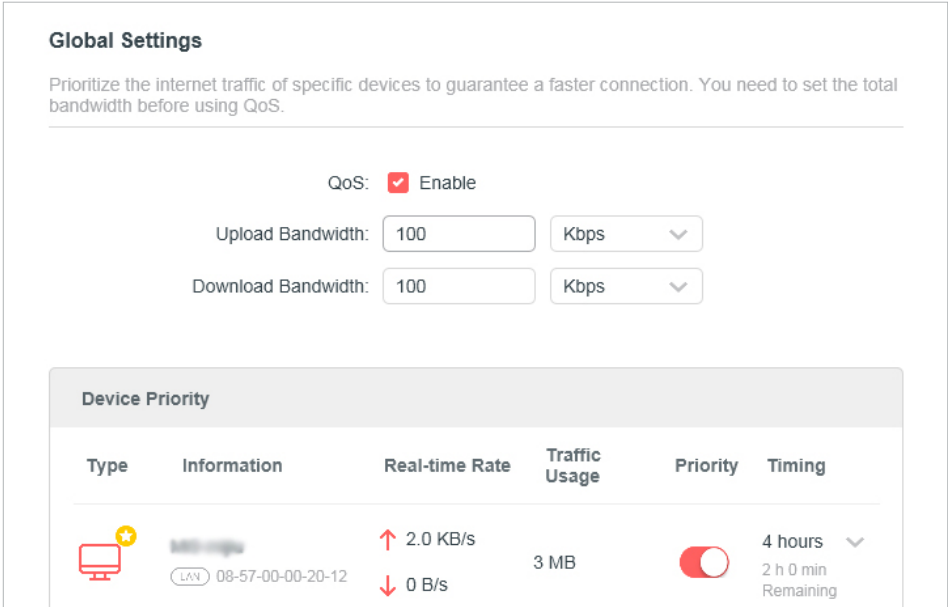 Global Settings
Prioritize the internet traffic of specific devices to guarantee a faster connection. You need to set the total
bandwidth before using QoS.
QoS: Enable
Upload Bandwidth: 100 Kbps
Download Bandwidth: 100 Kbps
Device Priority
Type Information Real-time Rate Traffic Usage Priority Timing
2.0 KB/s
4 hours
3 MB
LAN 08-57-00-00-20-12
0 B/s
2 h 0 min
Remaining